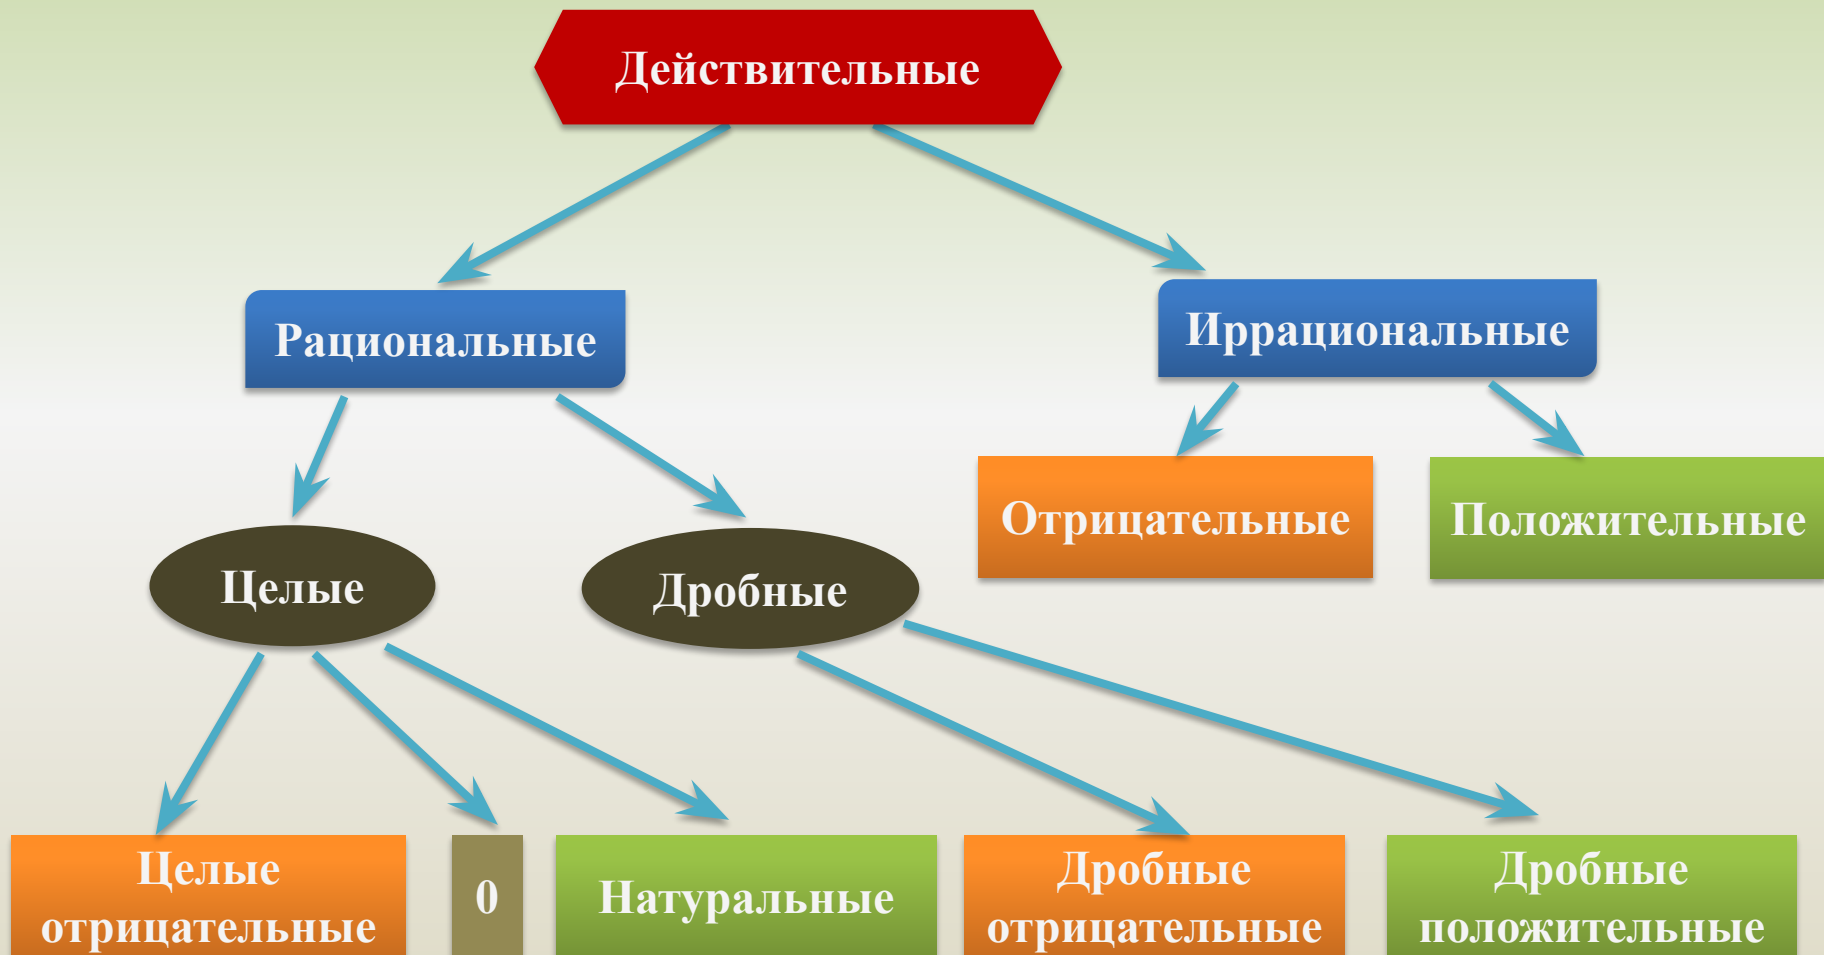 Действительные
Рациональные
Иррациональные
Отрицательные
Положительные
Целые
Дробные
Целые
отрицательные
0
Натуральные
Дробные
отрицательные
Дробные
положительные